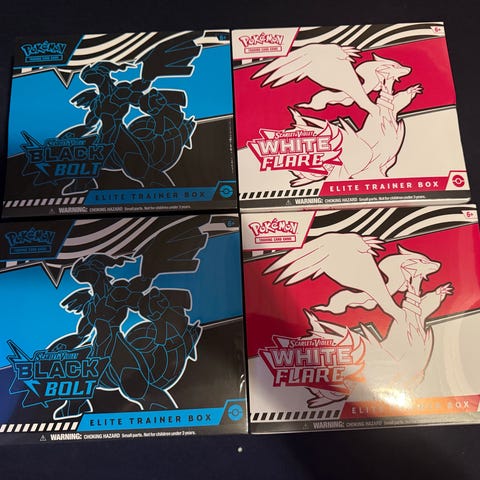 Pokémon
TRADING CARD GAME
6+
SCARLET & VIOLET
BLACK
BOLT
ELITE TRAINER BOX
WARNING: CHOKING HAZARD Small parts. Not for children under 3 years.
Pokémon
TRADING CARD GAME
6+
SCARLET & VIOLET
WHITE
FLARE
ELITE TRAINER BOX
WARNING: CHOKING HAZARD Small parts. Not for children under 3 years.
Pokémon
TRADING CARD GAME
6+
SCARLET & VIOLET
BLACK
BOLT
ELITE TRAINER BOX
WARNING: CHOKING HAZARD Small parts. Not for children under 3 years.
Pokémon
TRADING CARD GAME
6+
SCARLET & VIOLET
WHITE
FLARE
ELITE TRAINER BOX
WARNING: CHOKING HAZARD Small parts. Not for children under 3 years.